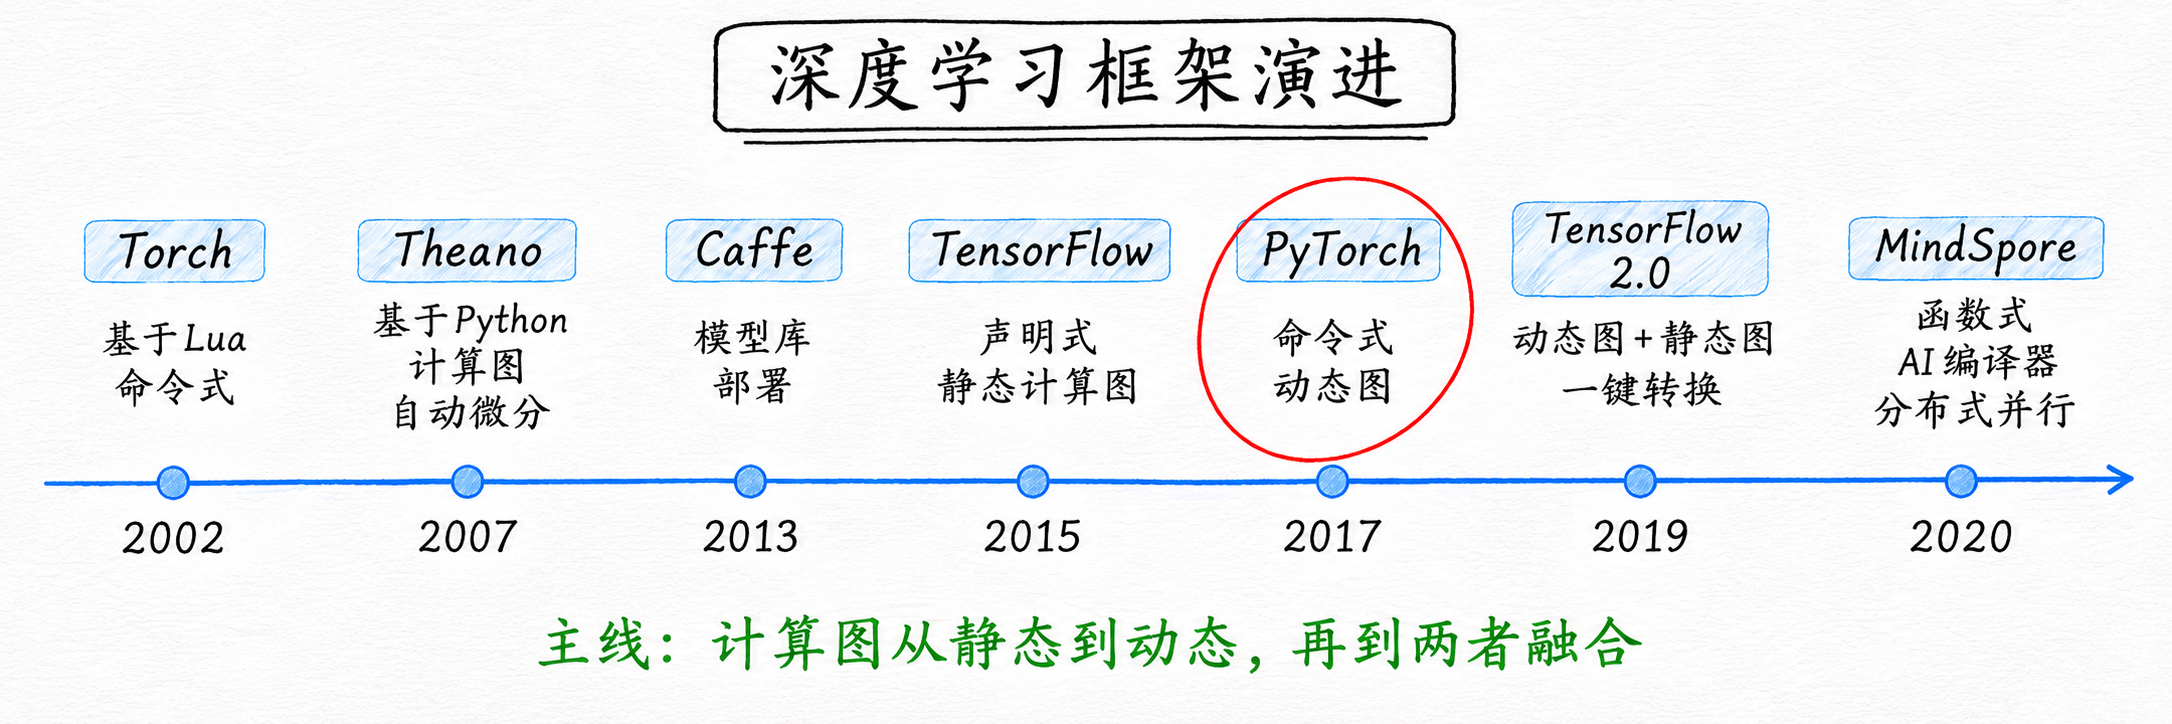 深度学习框架演进
Torch
基于Lua
命令式
2002
Theano
基于Python
计算图
自动微分
2007
Caffe
模型库
部署
2013
TensorFlow
声明式
静态计算图
2015
PyTorch
命令式
动态图
2017
TensorFlow
2.0
动态图+静态图
一键转换
2019
MindSpore
函数式
AI编译器
分布式并行
2020
主线：计算图从静态到动态，再到两者融合